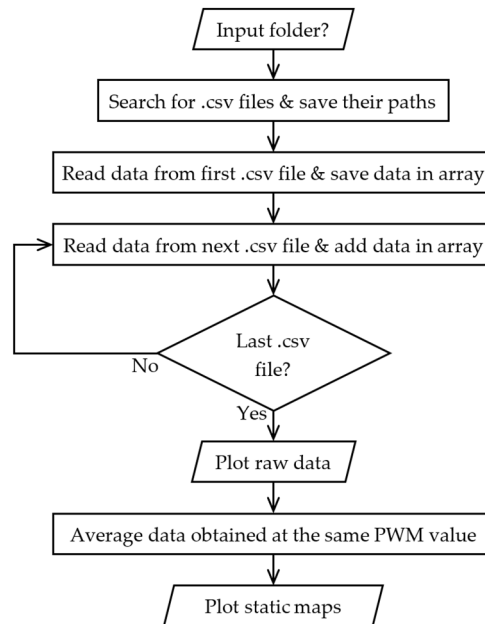 Input folder?
Search for .csv files & save their paths
Read data from first .csv file & save data in array
Read data from next .csv file & add data in array
Last .csv
file?
No
Yes
Plot raw data
Average data obtained at the same PWM value
Plot static maps